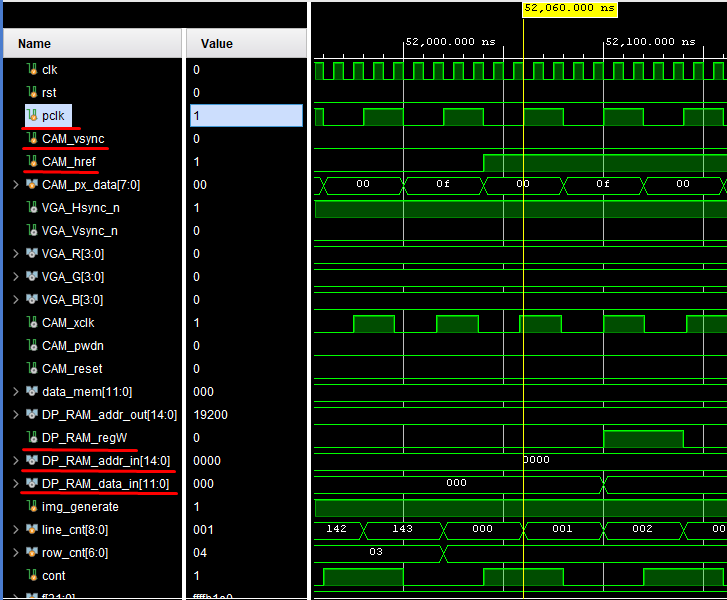 52,060.000 ns
Name Value
52,000.000 ns 52,100.000 ns
clk 0
rst 0
pclk 1
CAM_vsync 0
CAM_href 1
CAM_px_data[7:0] 00 00 0f 00 0f 00
VGA_Hsync_n 1
VGA_Vsync_n 0
VGA_R[3:0] 0
VGA_G[3:0] 0
VGA_B[3:0] 0
CAM_xclk 1
CAM_pwdn 0
CAM_reset 0
data_mem[11:0] 000
DP_RAM_addr_out[14:0] 19200
DP_RAM_regW 0
DP_RAM_addr_in[14:0] 0000 0000
DP_RAM_data_in[11:0] 000 000
img_generate 1
line_cnt[8:0] 001 142 143 000 001 002 00
row_cnt[6:0] 04 03
cont 1